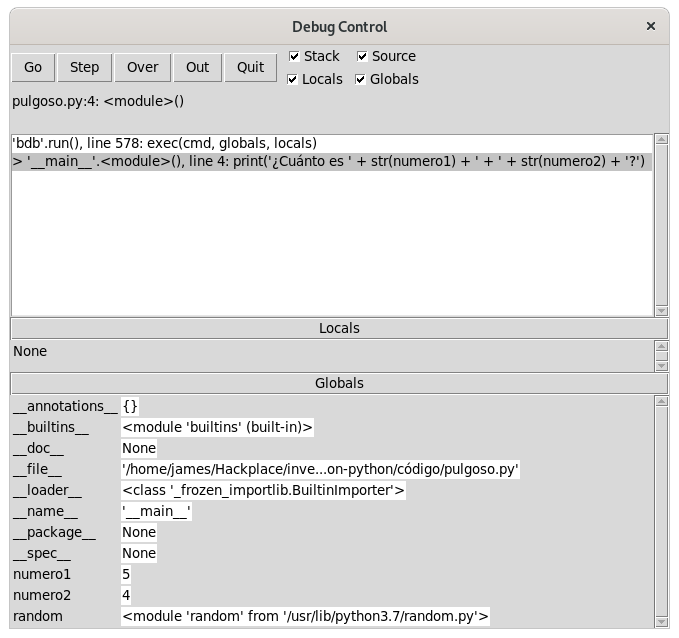 Debug Control ×
Go Step Over Out Quit Stack Source
Locals Globals
pulgoso.py:4: <module>()
'bdb'.run(), line 578: exec(cmd, globals, locals)
> '__main__'.<module>(), line 4: print('¿Cuánto es ' + str(numero1) + ' + ' + str(numero2) + '?')
Locals
None
Globals
__annotations__ {}
__builtins__ <module 'builtins' (built-in)>
__doc__ None
__file__ '/home/james/Hackplace/inve...on-python/código/pulgoso.py'
__loader__ <class '_frozen_importlib.BuiltinImporter'>
__name__ '__main__'
__package__ None
__spec__ None
numero1 5
numero2 4
random <module 'random' from '/usr/lib/python3.7/random.py'>